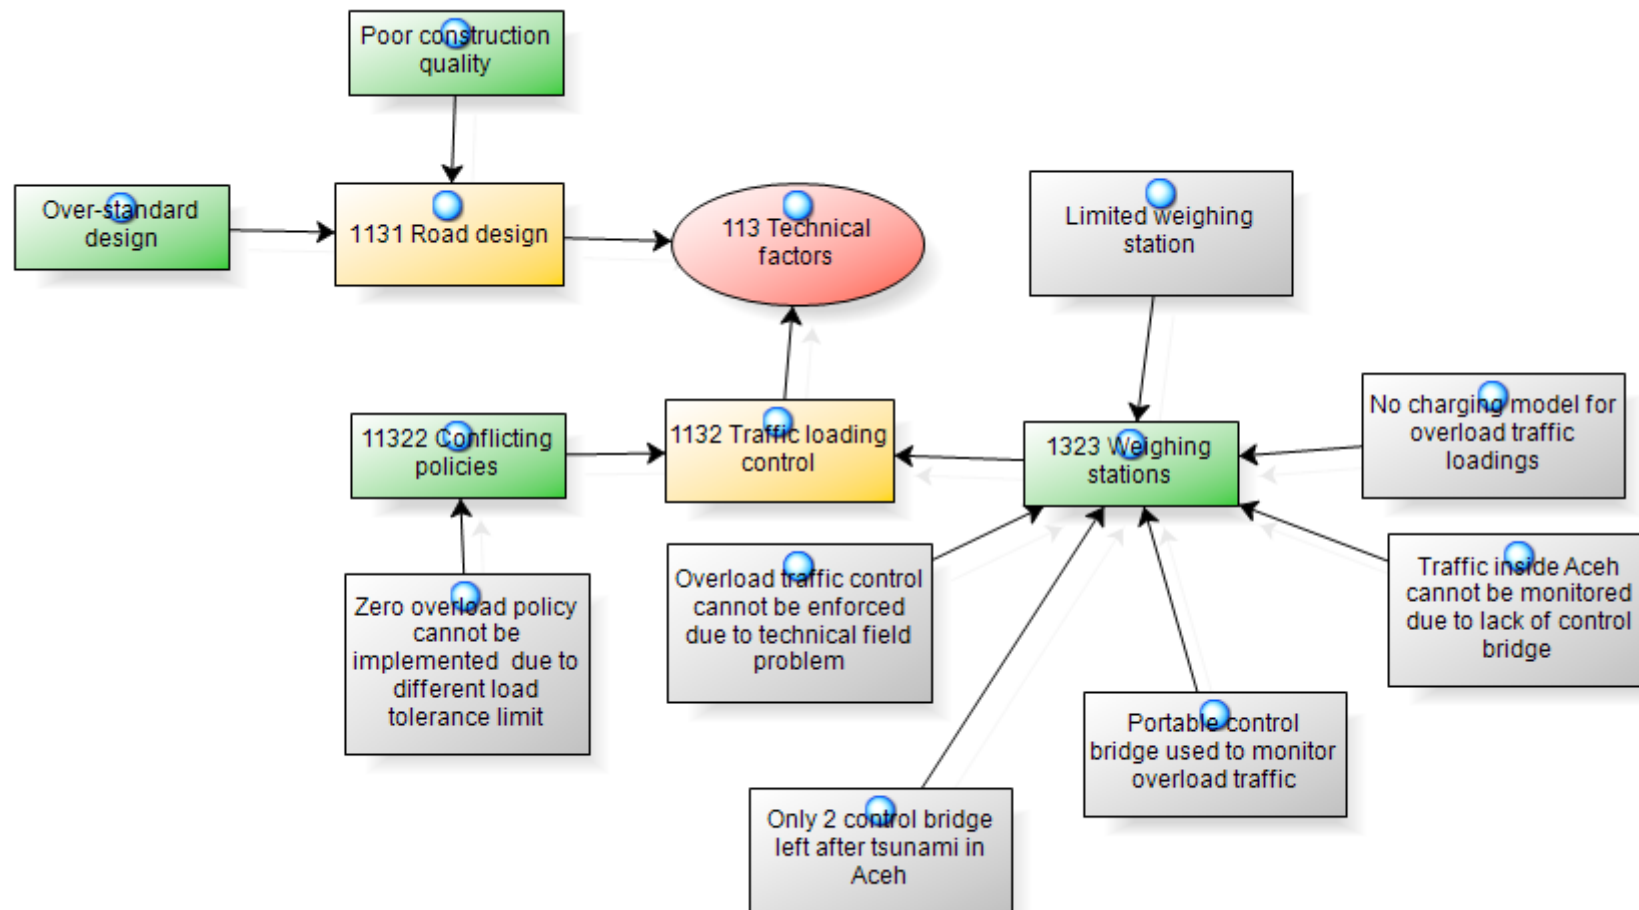 Poor construction
quality
Over-standard
design
1131 Road design
113 Technical
factors
Limited weighing
station
11322 Conflicting
policies
1132 Traffic loading
control
1323 Weighing
stations
No charging model for
overload traffic
loadings
Zero overload policy
cannot be
implemented due to
different load
tolerance limit
Overload traffic control
cannot be enforced
due to technical field
problem
Traffic inside Aceh
cannot be monitored
due to lack of control
bridge
Portable control
bridge used to monitor
overload traffic
Only 2 control bridge
left after tsunami in
Aceh